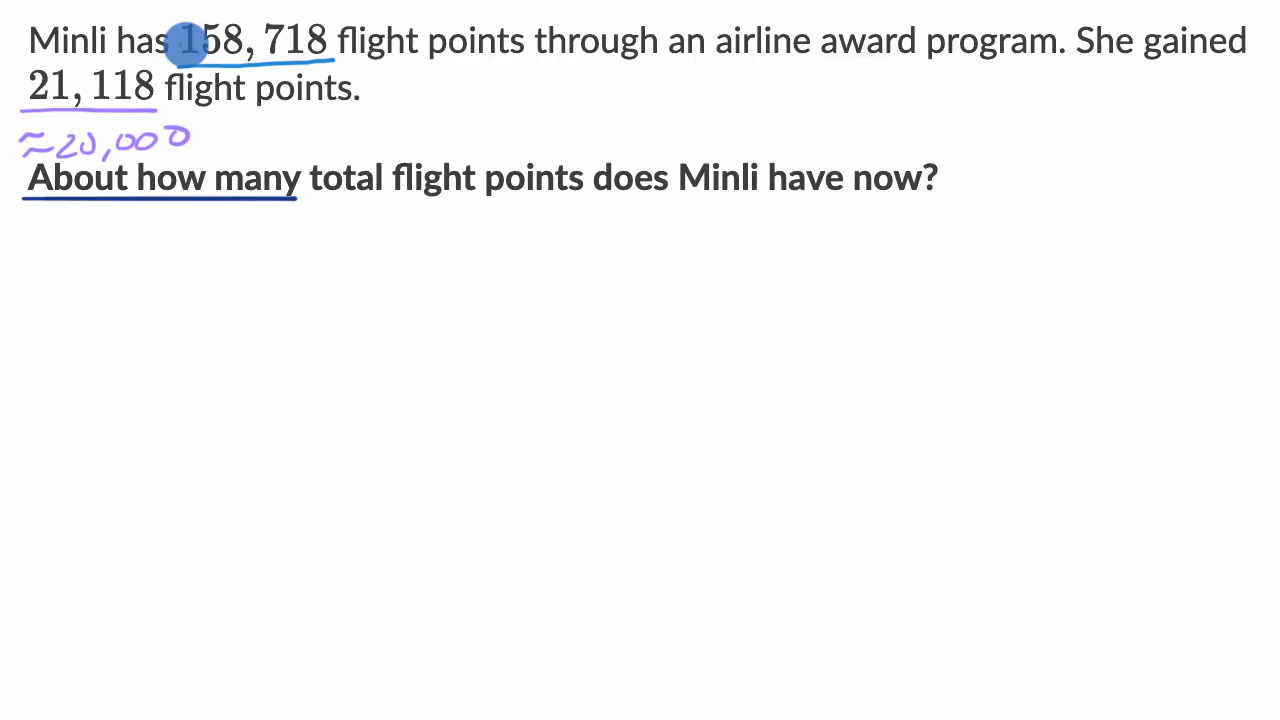 Minli has 158, 718 flight points through an airline award program. She gained
21, 118 flight points.
≈20,000
About how many total flight points does Minli have now?